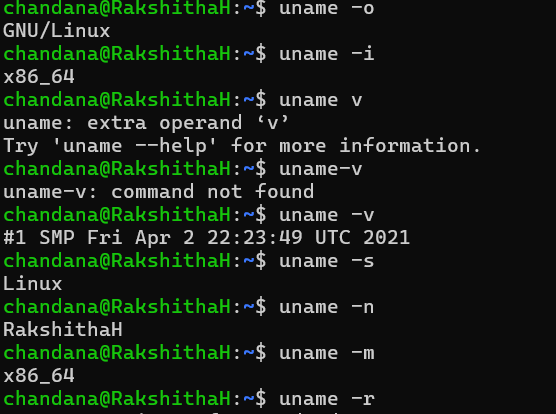 chandana@RakshithaH:~$ uname -o
GNU/Linux
chandana@RakshithaH:~$ uname -i
x86_64
chandana@RakshithaH:~$ uname v
uname: extra operand ‘v’
Try 'uname --help' for more information.
chandana@RakshithaH:~$ uname-v
uname-v: command not found
chandana@RakshithaH:~$ uname -v
#1 SMP Fri Apr 2 22:23:49 UTC 2021
chandana@RakshithaH:~$ uname -s
Linux
chandana@RakshithaH:~$ uname -n
RakshithaH
chandana@RakshithaH:~$ uname -m
x86_64
chandana@RakshithaH:~$ uname -r